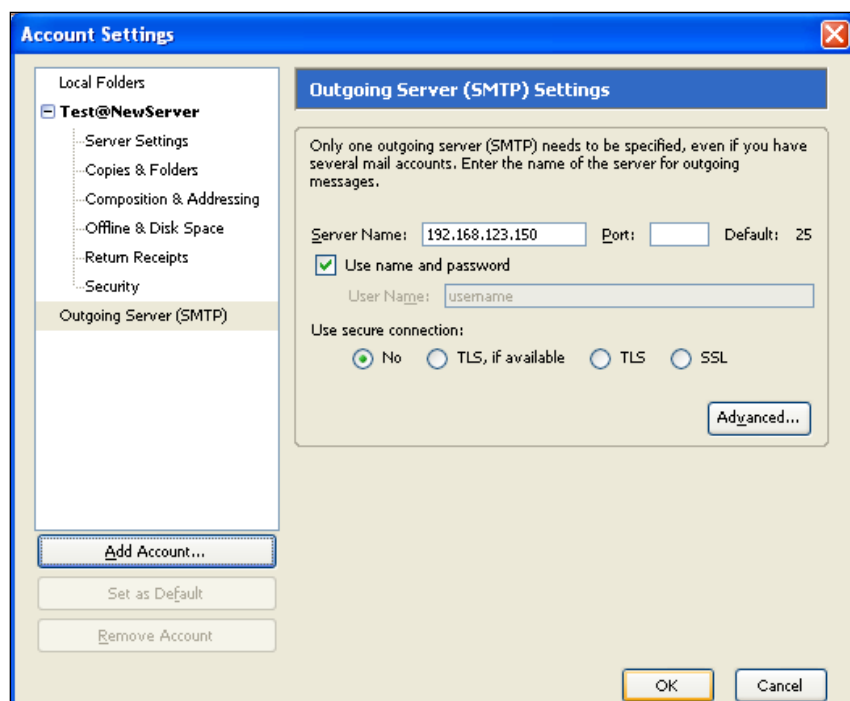 Account Settings
Local Folders
Test@NewServer
Server Settings
Copies & Folders
Composition & Addressing
Offline & Disk Space
Return Receipts
Security
Outgoing Server (SMTP)
Add Account...
Set as Default
Remove Account
Outgoing Server (SMTP) Settings
Only one outgoing server (SMTP) needs to be specified, even if you have
several mail accounts. Enter the name of the server for outgoing
messages.
Server Name: 192.168.123.150 Port: Default: 25
Use name and password
User Name: username
Use secure connection:
No TLS, if available TLS SSL
Advanced...
OK Cancel